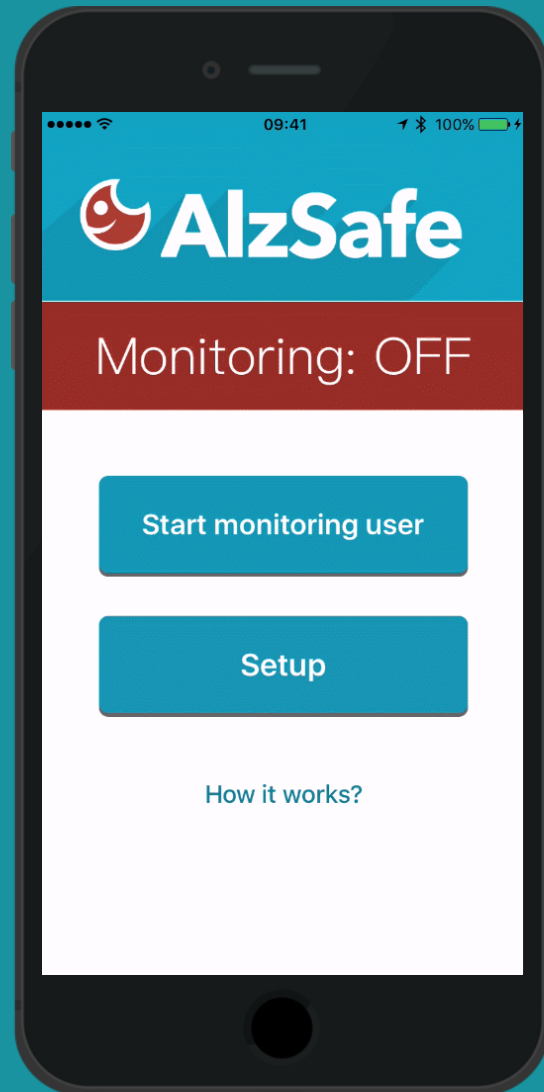 09:41
100%
AlzSafe
Monitoring: OFF
Start monitoring user
Setup
How it works?